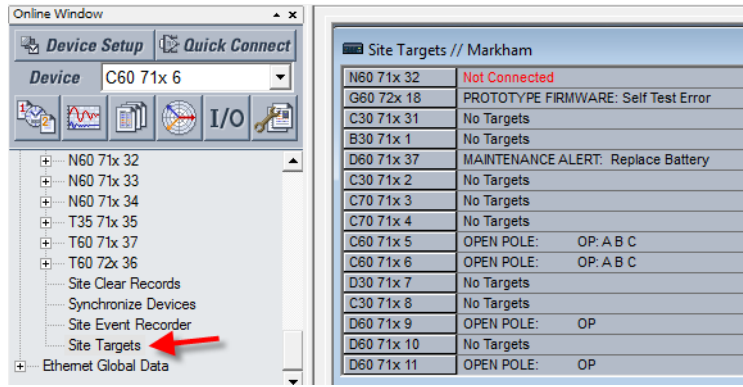 Online Window
Device Setup Quick Connect
Device C60 71x 6
I/O
N60 71x 32
N60 71x 33
N60 71x 34
T35 71x 35
T60 71x 37
T60 72x 36
Site Clear Records
Synchronize Devices
Site Event Recorder
Site Targets
Ethernet Global Data
Site Targets // Markham
N60 71x 32 Not Connected
G60 72x 18 PROTOTYPE FIRMWARE: Self Test Error
C30 71x 31 No Targets
B30 71x 1 No Targets
D60 71x 37 MAINTENANCE ALERT: Replace Battery
C30 71x 2 No Targets
C70 71x 3 No Targets
C70 71x 4 No Targets
C60 71x 5 OPEN POLE: OP: A B C
C60 71x 6 OPEN POLE: OP: A B C
D30 71x 7 No Targets
C30 71x 8 No Targets
D60 71x 9 OPEN POLE: OP
D60 71x 10 No Targets
D60 71x 11 OPEN POLE: OP